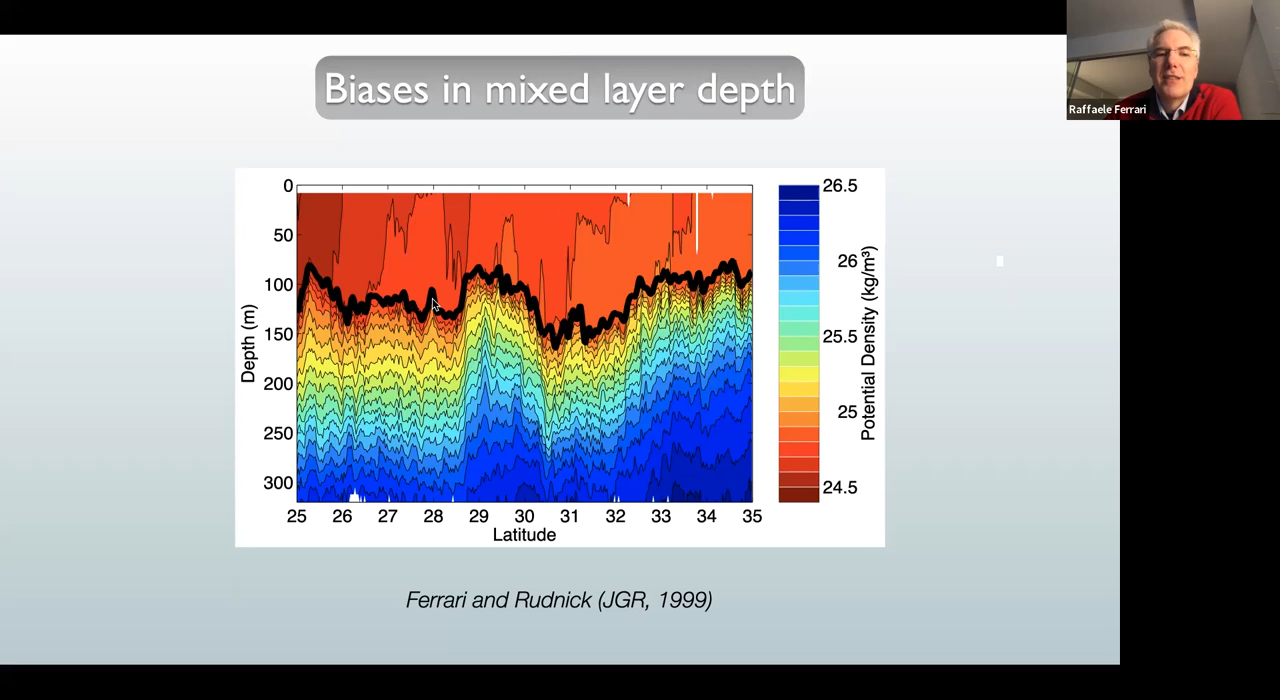 Biases in mixed layer depth
Raffaele Ferrari
0
50
100
150
200
250
300
Depth (m)
25 26 27 28 29 30 31 32 33 34 35
Latitude
26.5
26
25.5
25
24.5
Potential Density (kg/m³)
Ferrari and Rudnick (JGR, 1999)